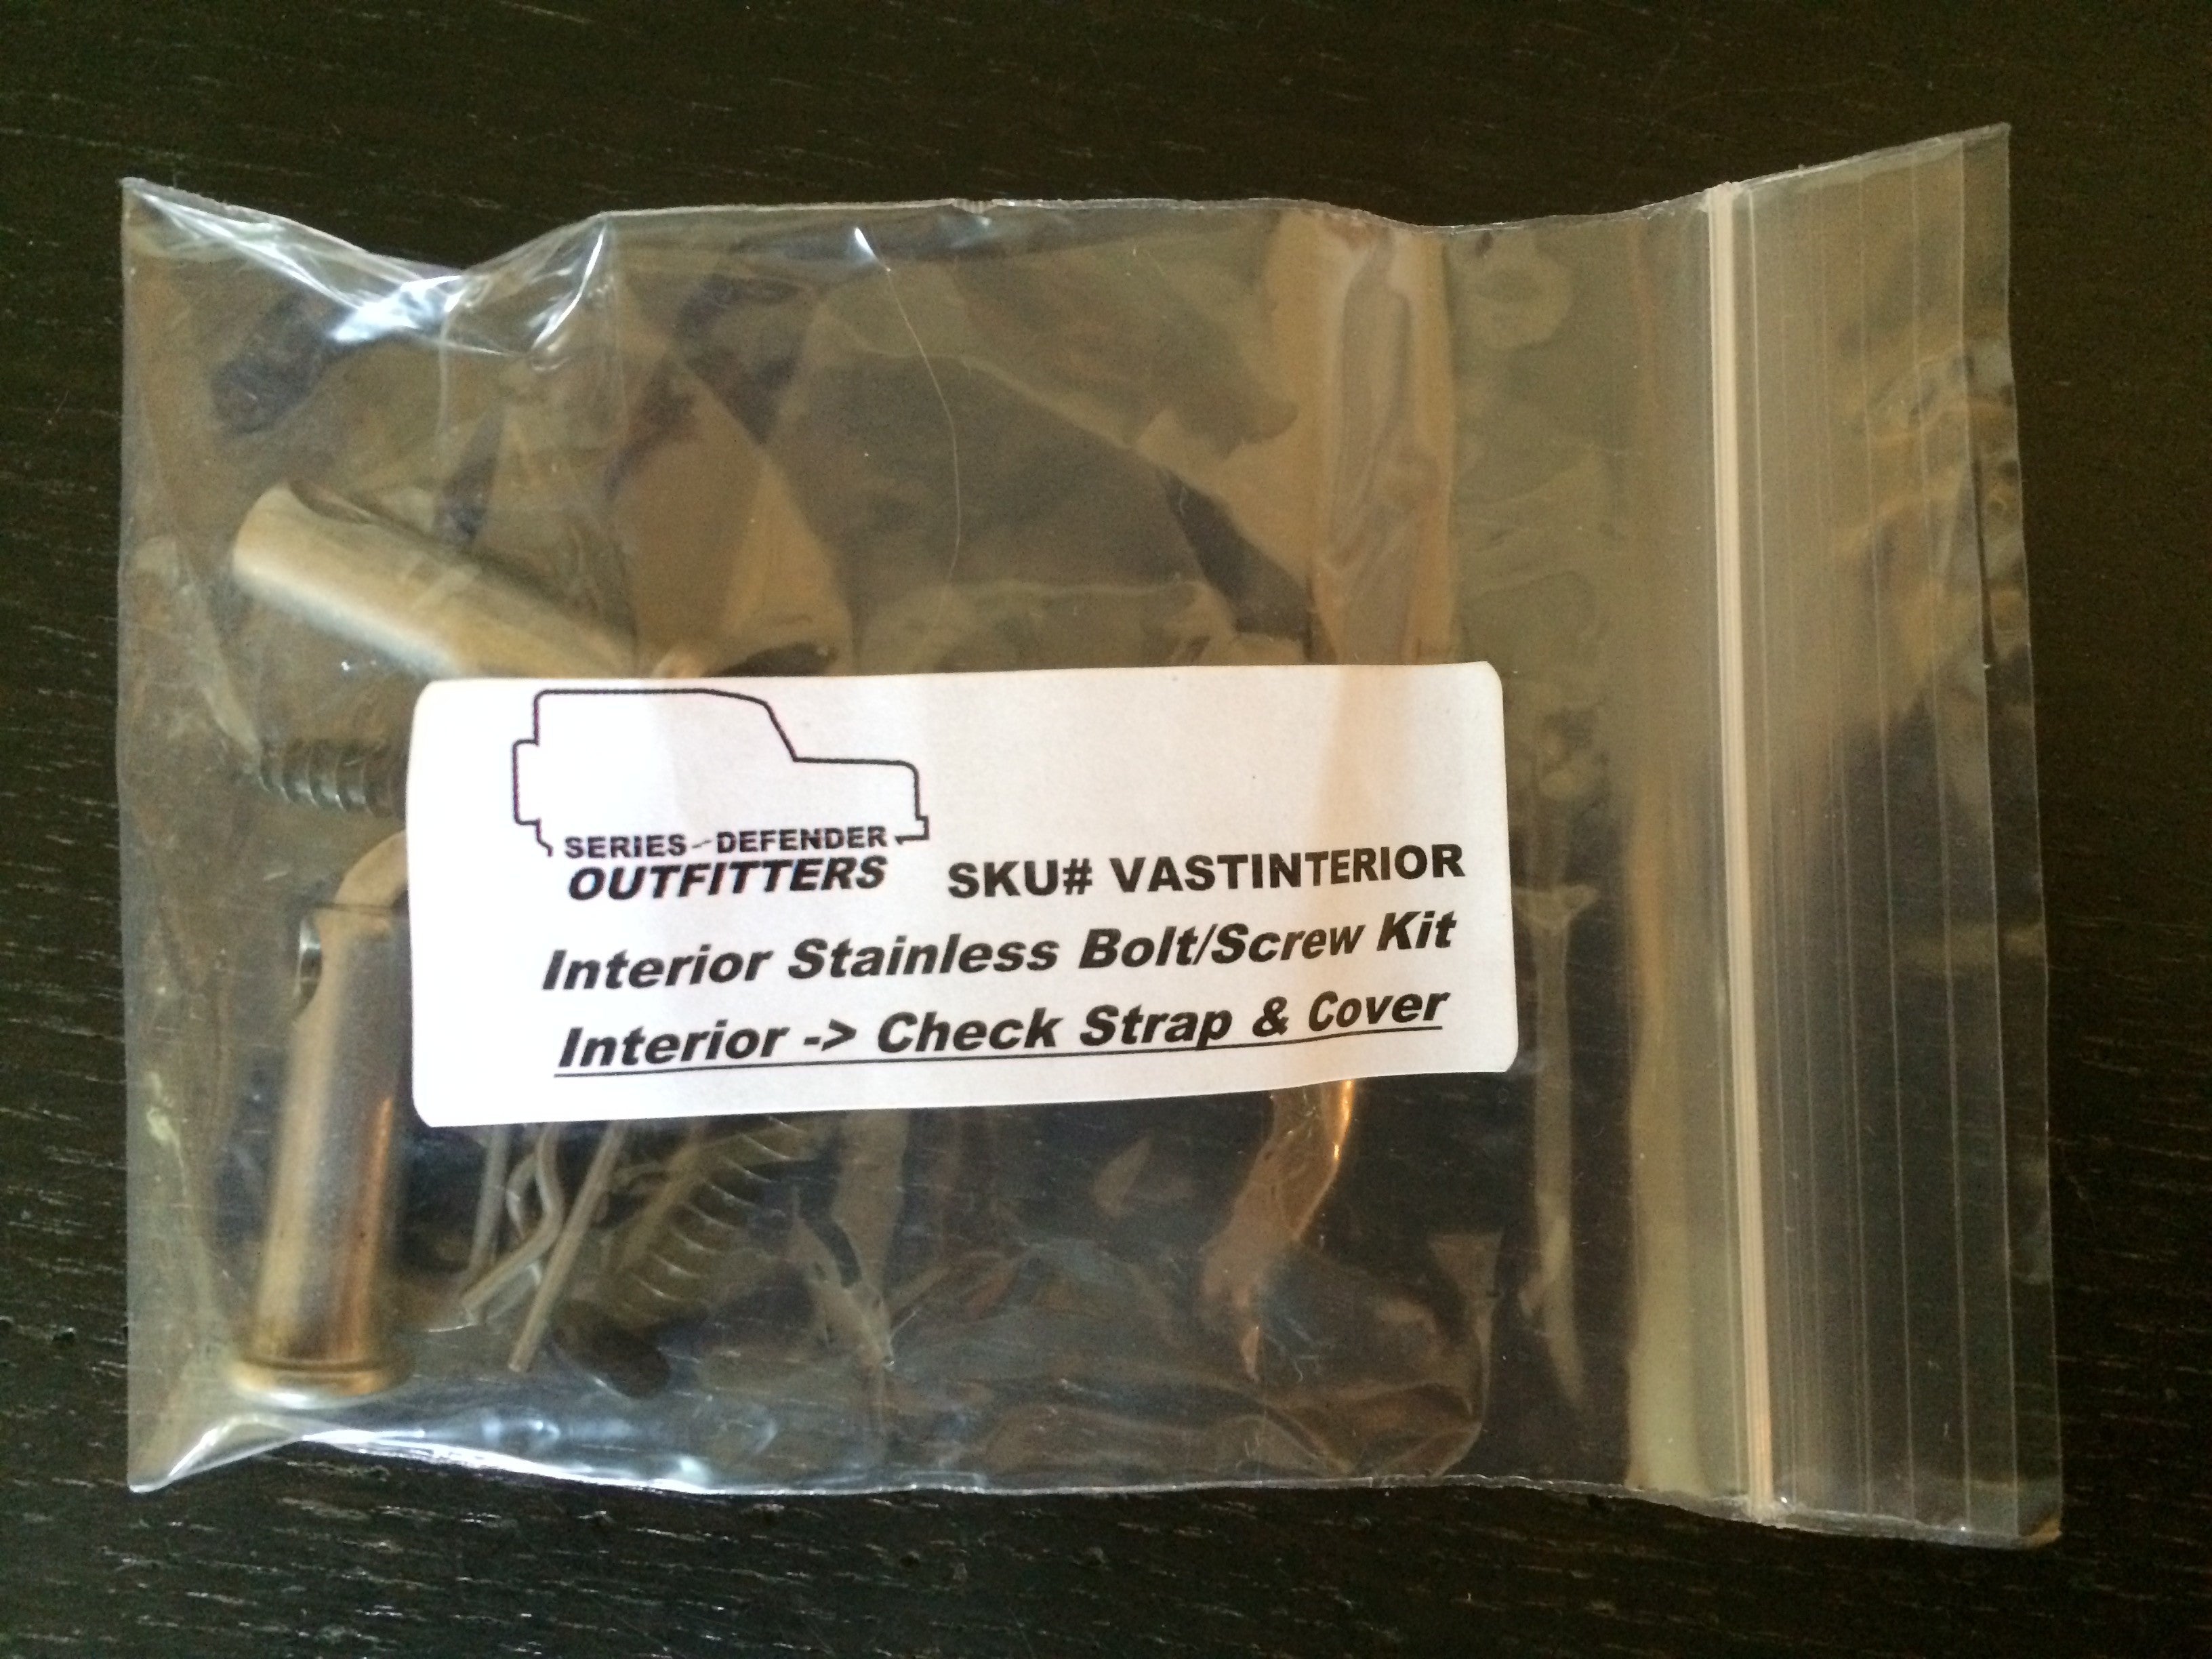 SERIES-DEFENDER
OUTFITTERS
SKU# VASTINTERIOR
Interior Stainless Bolt/Screw Kit
Interior -> Check Strap & Cover